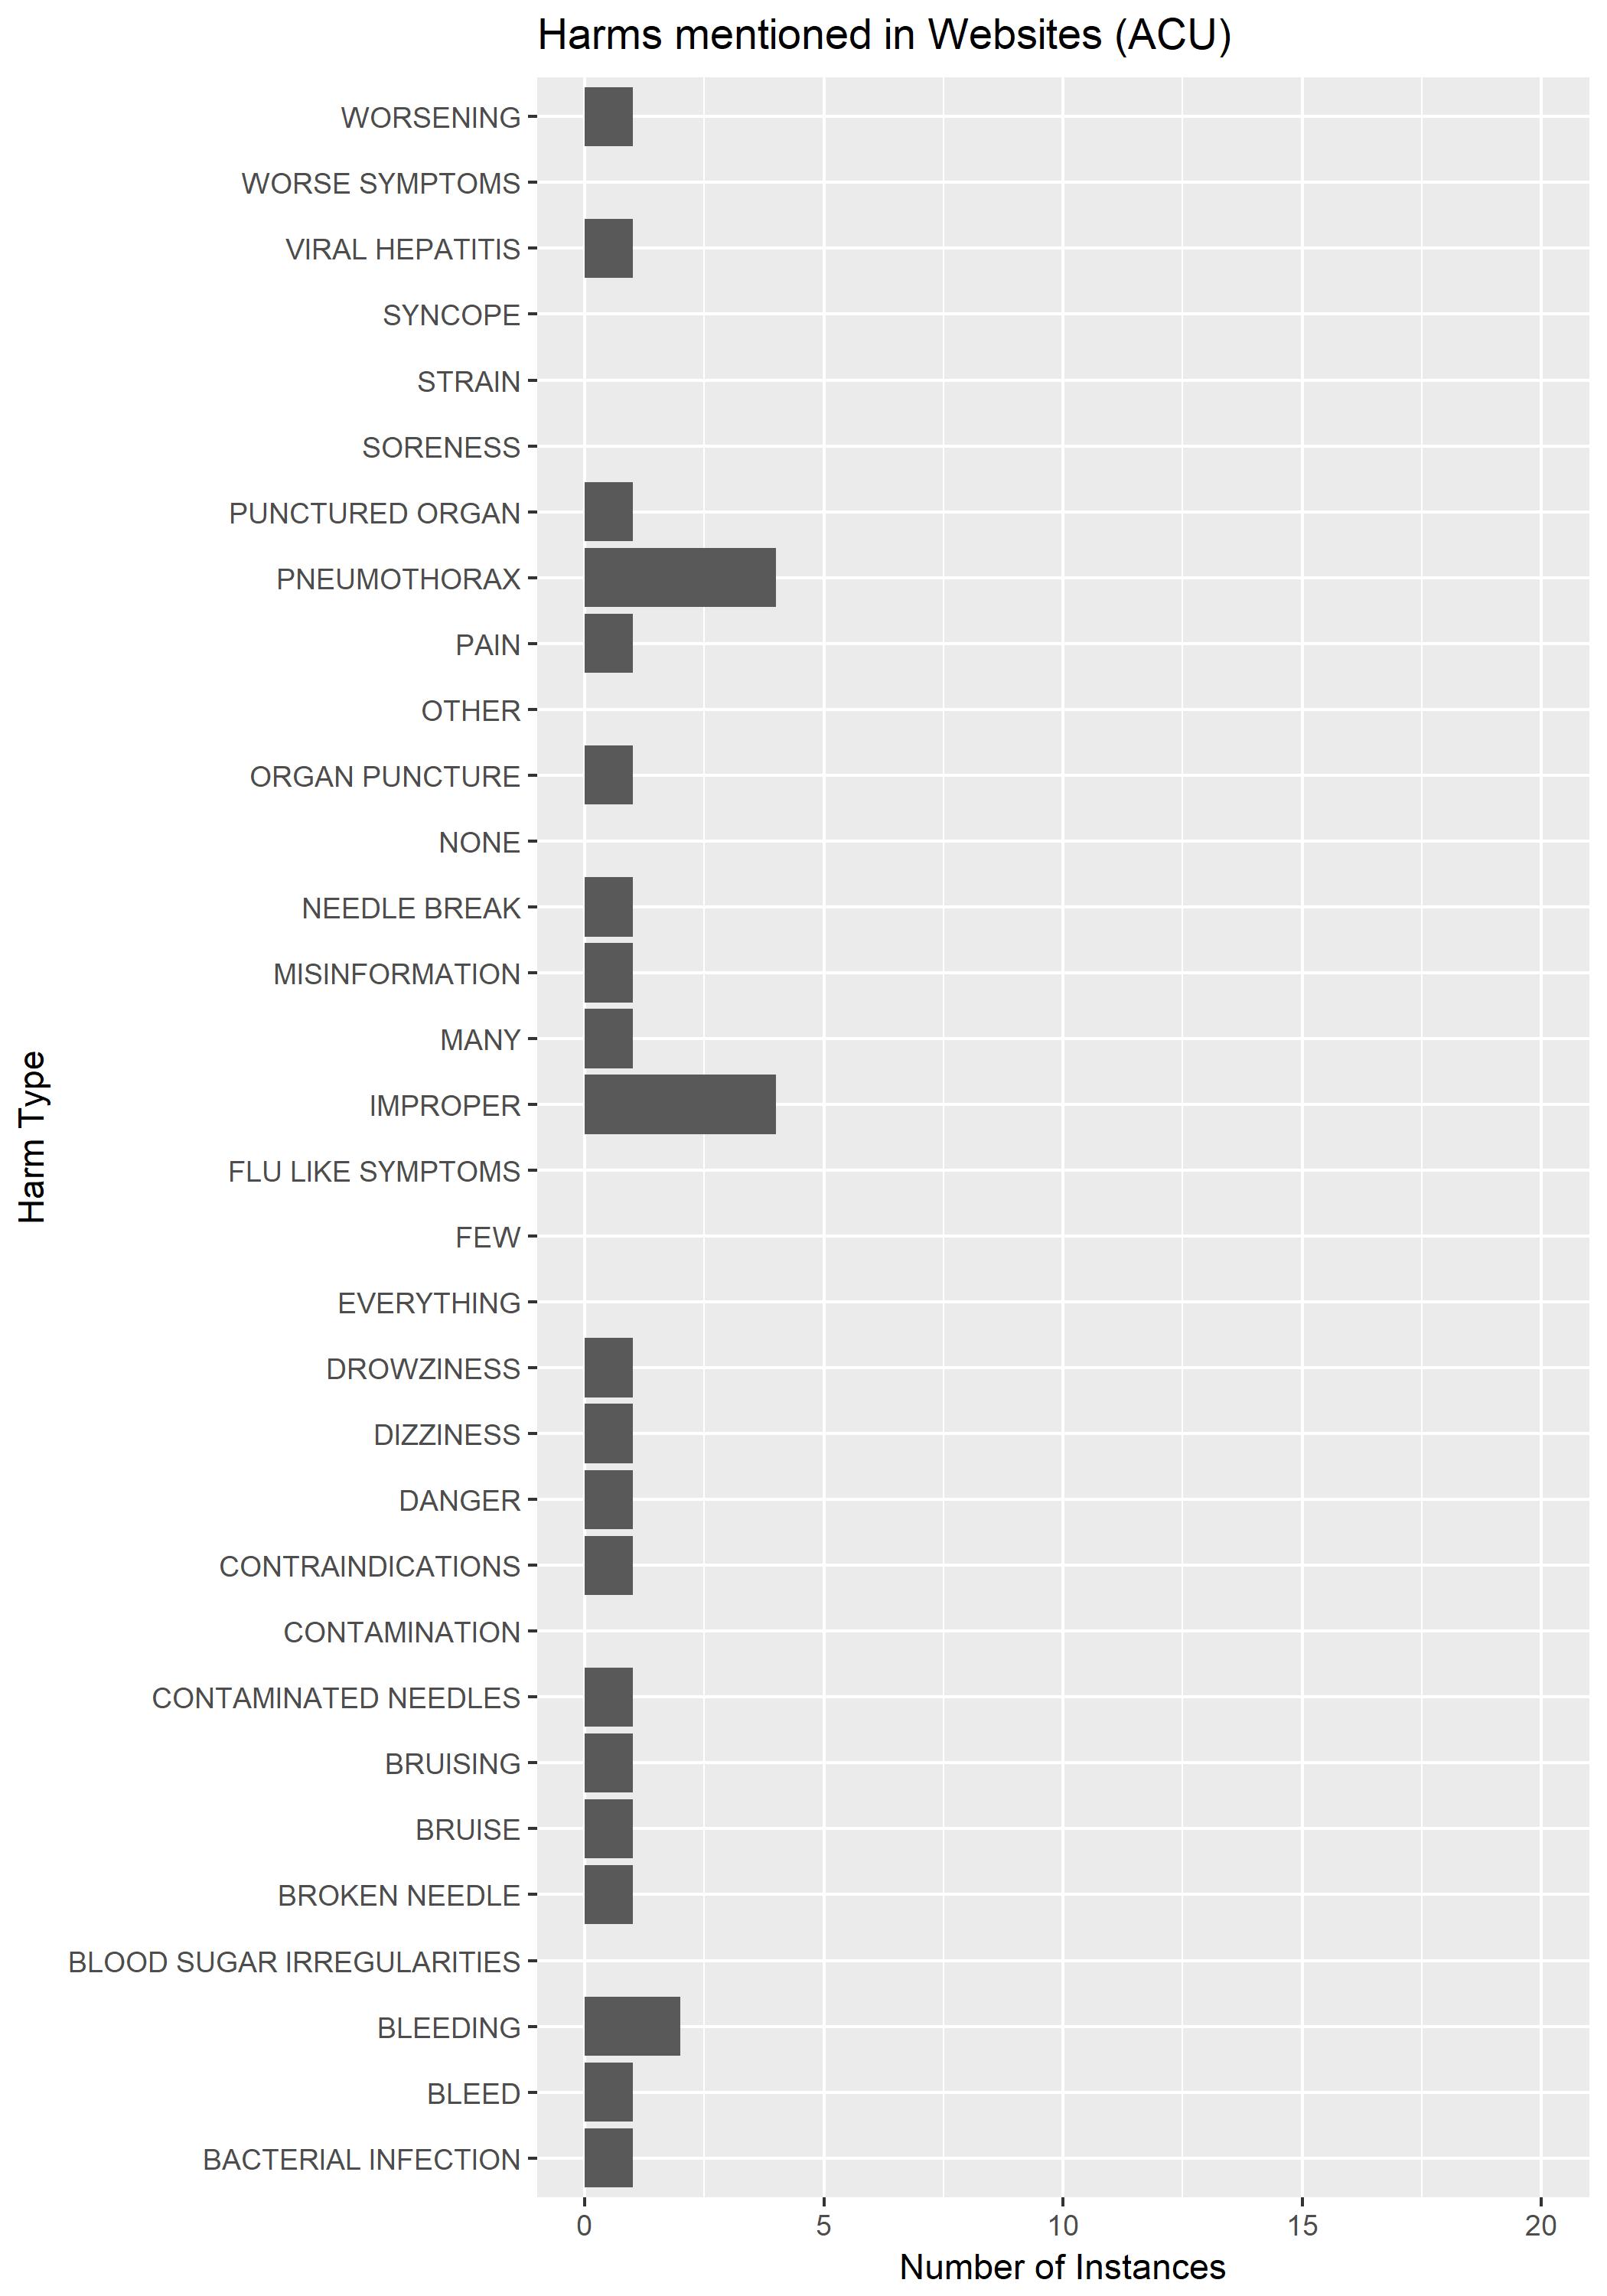 Harms mentioned in Websites (ACU)
WORSENING
WORSE SYMPTOMS
VIRAL HEPATITIS
SYNCOPE
STRAIN
SORENESS
PUNCTURED ORGAN
PNEUMOTHORAX
PAIN
OTHER
ORGAN PUNCTURE
NONE
NEEDLE BREAK
MISINFORMATION
MANY
IMPROPER
FLU LIKE SYMPTOMS
FEW
EVERYTHING
DROWZINESS
DIZZINESS
DANGER
CONTRAINDICATIONS
CONTAMINATION
CONTAMINATED NEEDLES
BRUISING
BRUISE
BROKEN NEEDLE
BLOOD SUGAR IRREGULARITIES
BLEEDING
BLEED
BACTERIAL INFECTION
Harm Type
0 5 10 15 20
Number of Instances